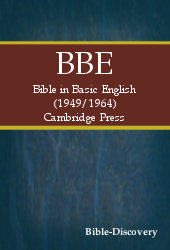 BBE
Bible in Basic English
(1949/1964)
Cambridge Press
Bible-Discovery